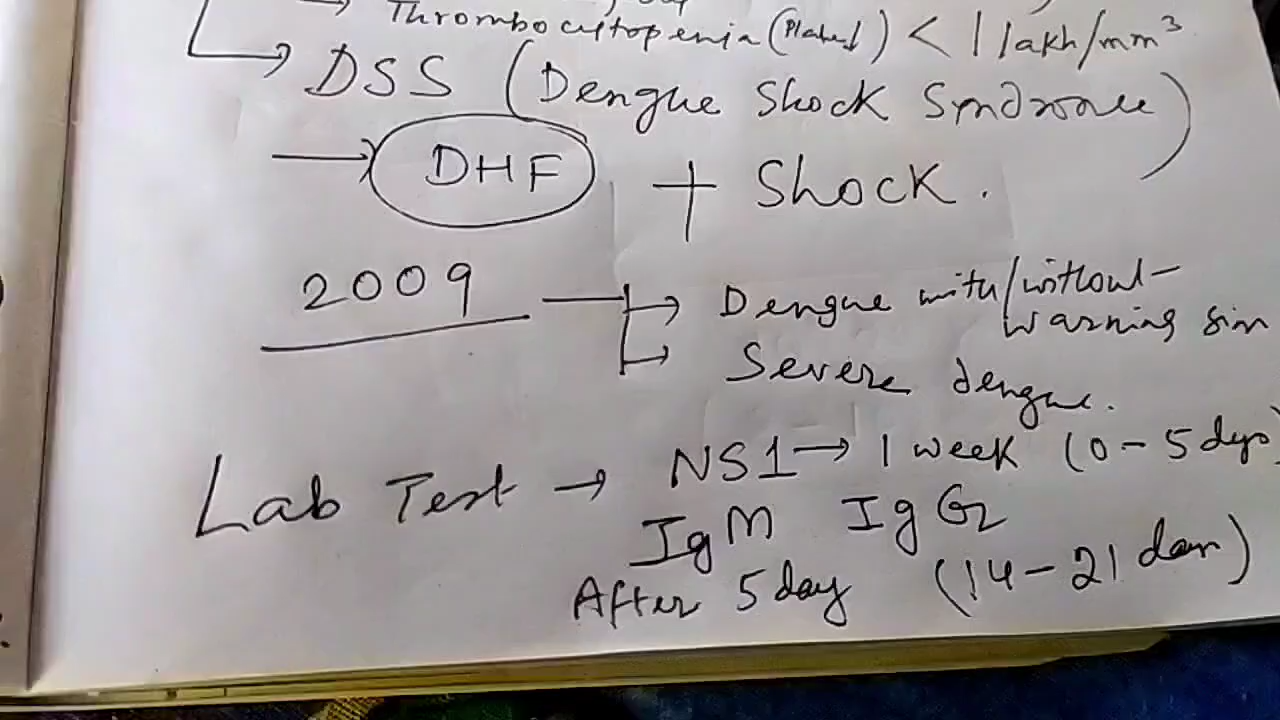 → Thrombocytopenia (Platelet) < 1 lakh/mm³
→ DSS (Dengue Shock Syndrome)
→ DHF + Shock.
2009 → Dengue with/without
warning sin
→ Severe dengue.
Lab Test → NS1 → 1 week (0-5 days)
IgM IgG
After 5 day (14-21 days)